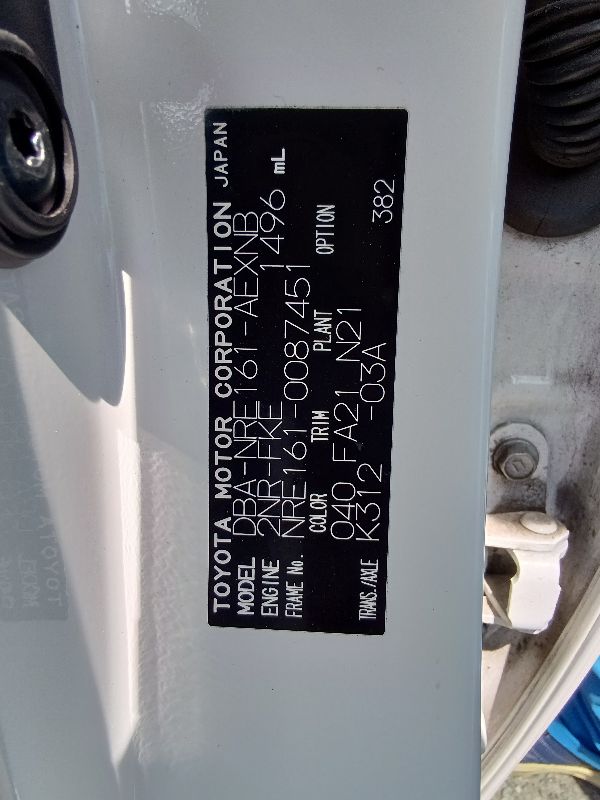 TOYOTA MOTOR CORPORATION JAPAN
MODEL DBA-NRE161-AEXNB
ENGINE 2NR-FKE 1496 mL
FRAME No. NRE161-0087451
COLOR TRIM PLANT OPTION
040 FA21 N21 382
TRANS./AXLE K312 -03A